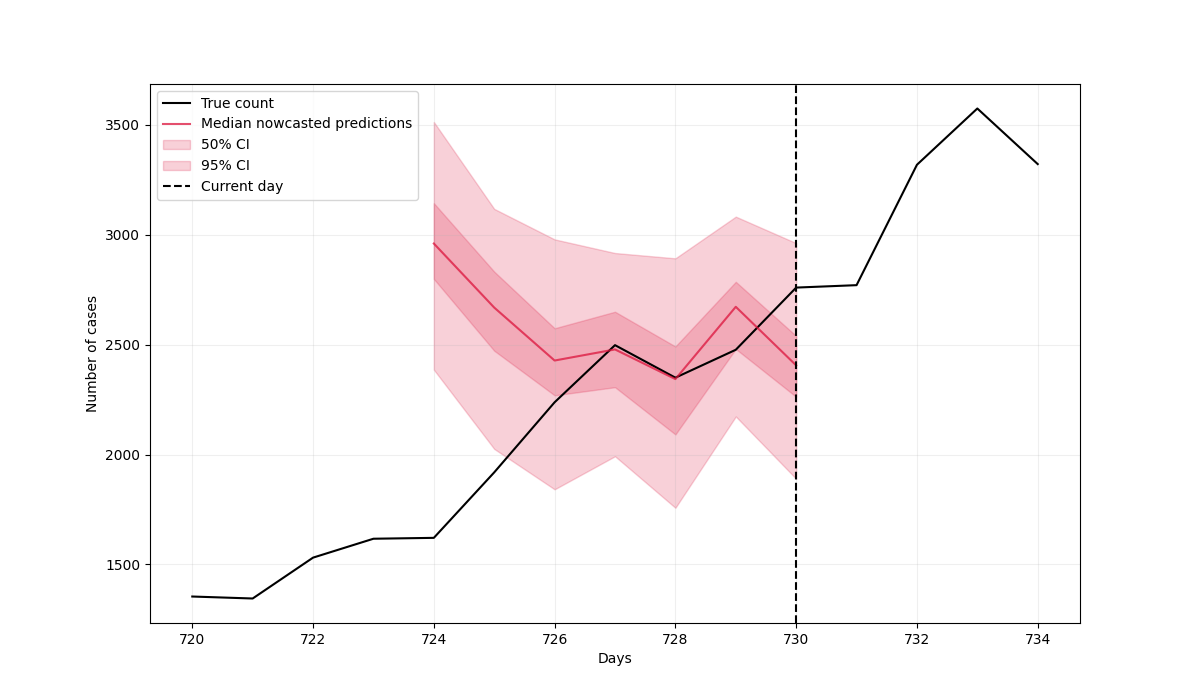 True count
Median nowcasted predictions
50% CI
95% CI
Current day
3500
3000
2500
2000
1500
Number of cases
720 722 724 726 728 730 732 734
Days